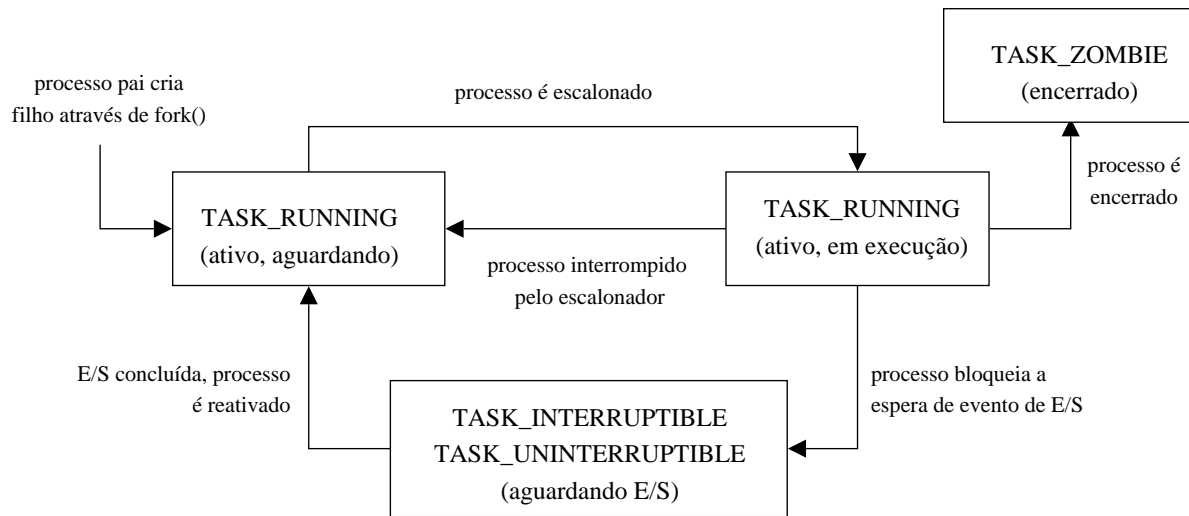 TASK_ZOMBIE
(encerrado)
processo pai cria
filho através de fork()
processo é escalonado
processo é
encerrado
TASK_RUNNING
(ativo, aguardando)
TASK_RUNNING
(ativo, em execução)
processo interrompido
pelo escalonador
E/S concluída, processo
é reativado
processo bloqueia a
espera de evento de E/S
TASK_INTERRUPTIBLE
TASK_UNINTERRUPTIBLE
(aguardando E/S)